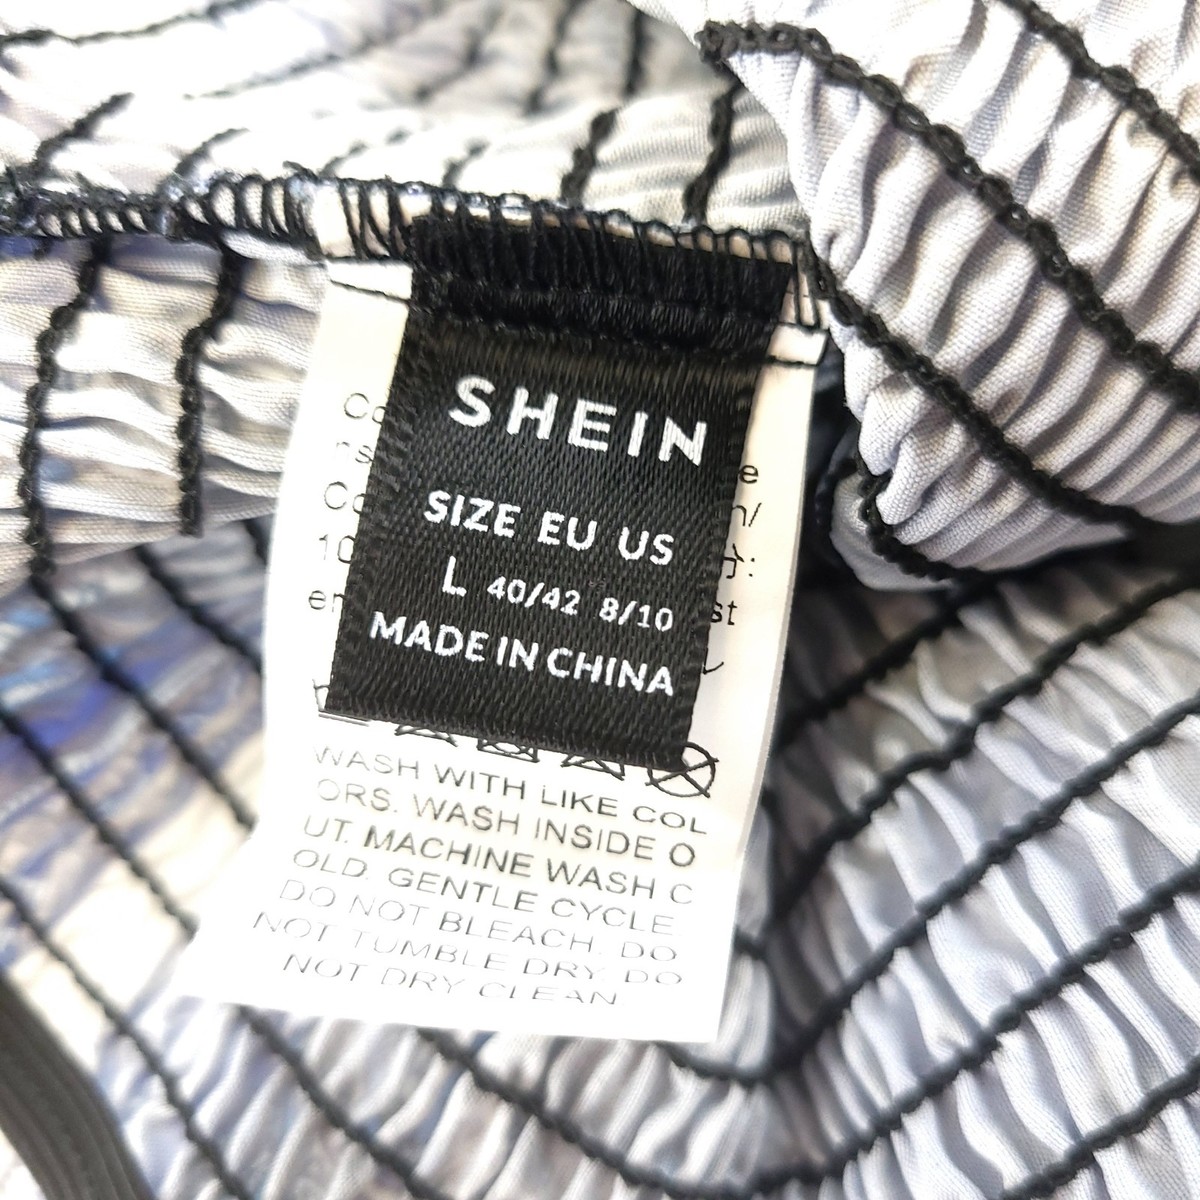 SHEIN
SIZE EU US
L 40/42 8/10
MADE IN CHINA
WASH WITH LIKE COL
ORS. WASH INSIDE O
UT. MACHINE WASH C
OLD. GENTLE CYCLE
DO NOT BLEACH. DO
NOT TUMBLE DRY. DO
NOT DRY CLEAN